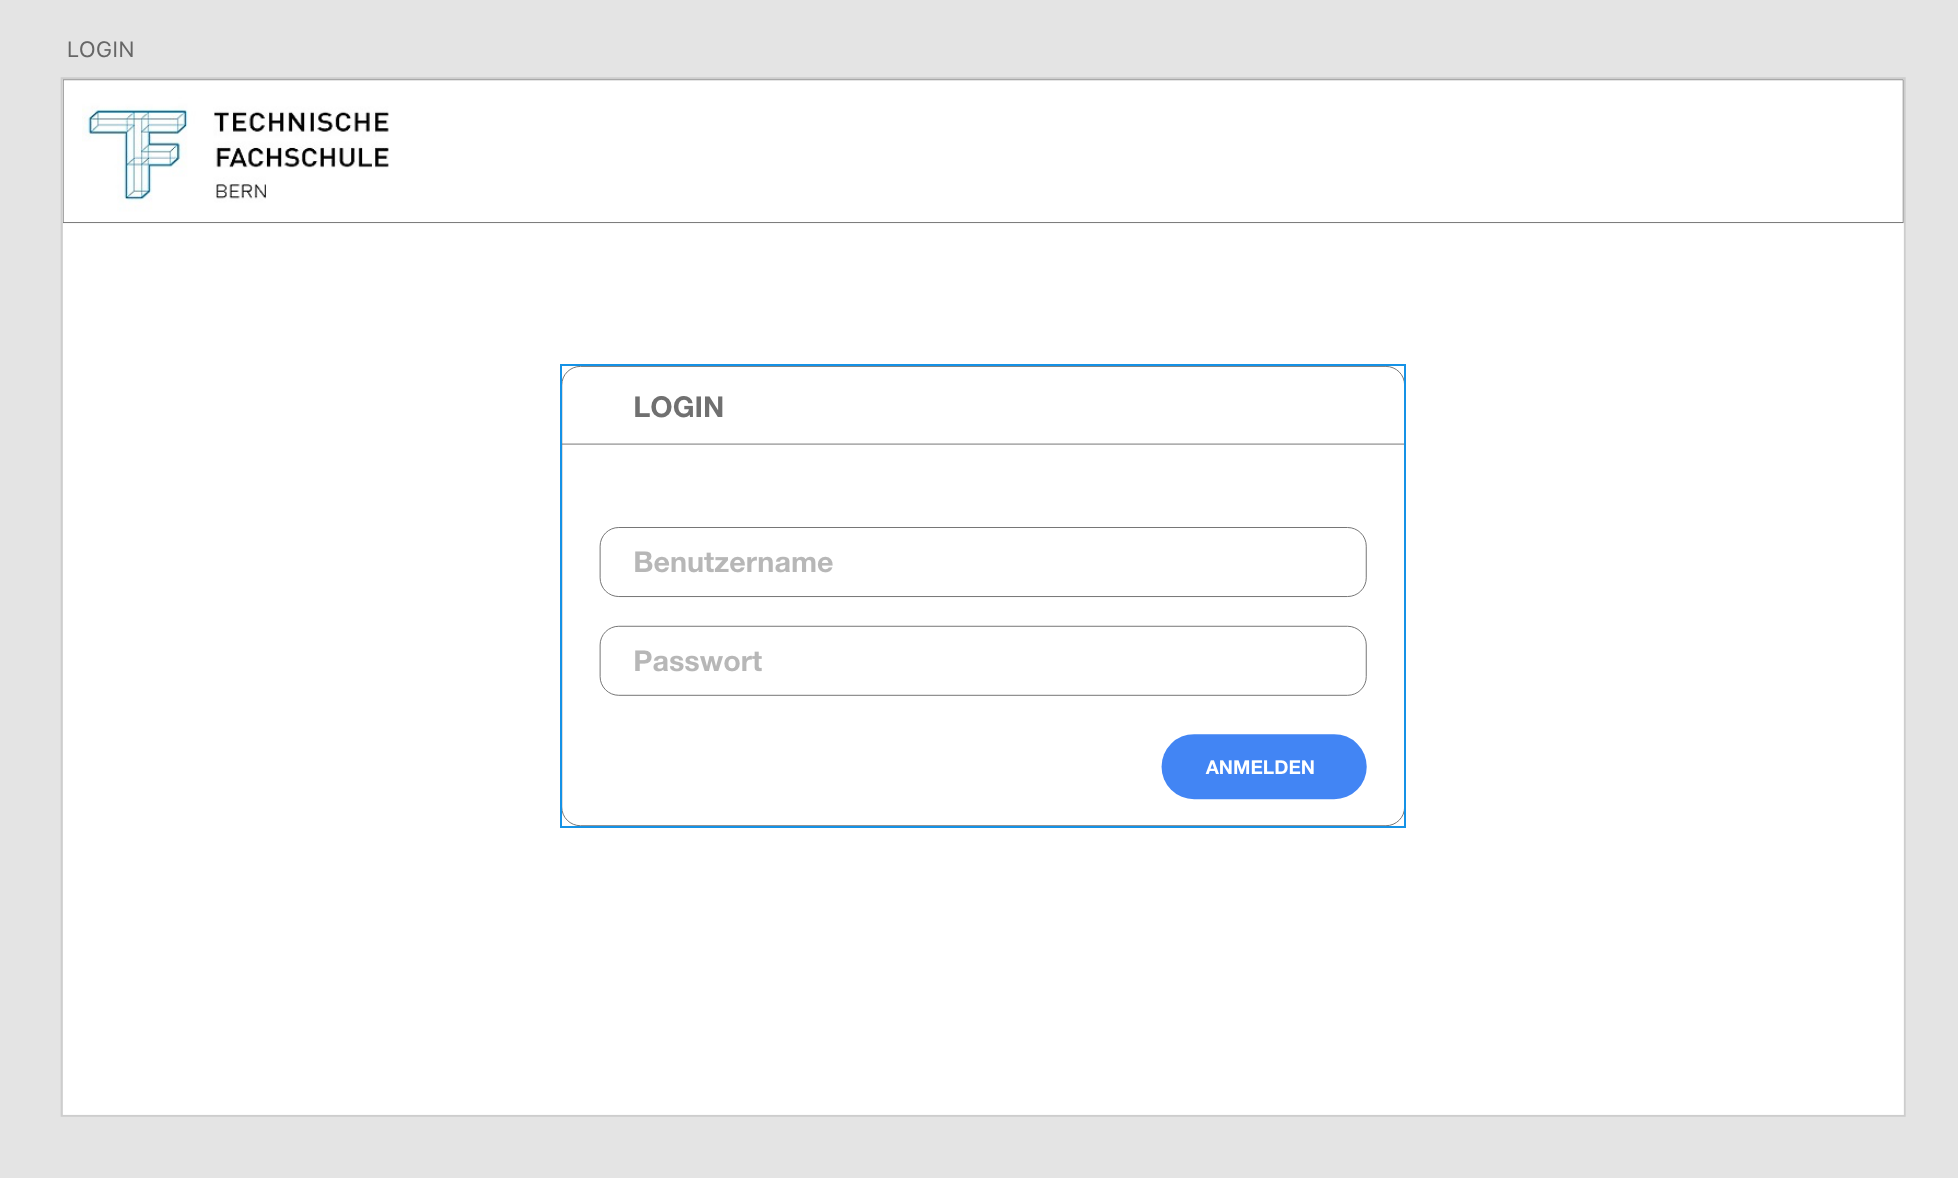 LOGIN
TECHNISCHE
FACHSCHULE
BERN
LOGIN
Benutzername
Passwort
ANMELDEN